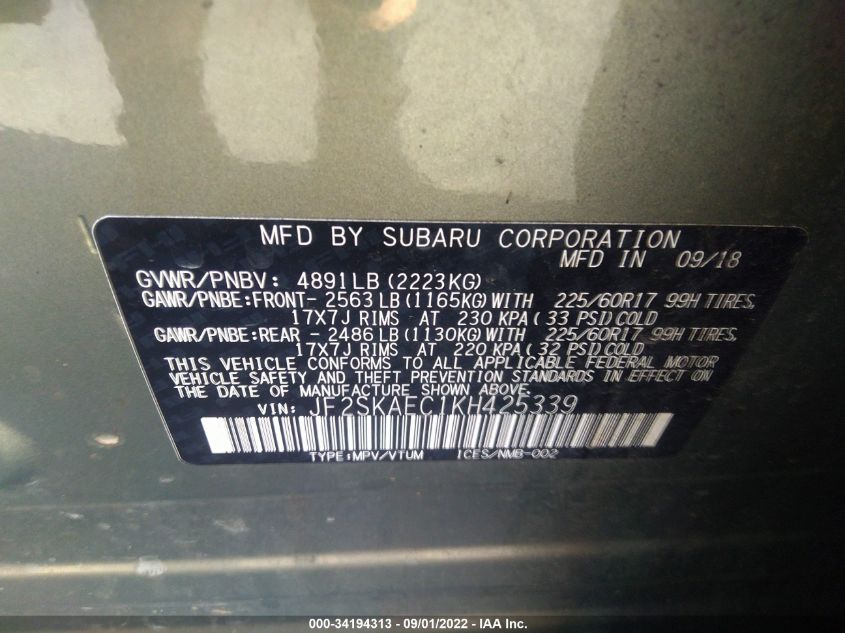 MFD BY SUBARU CORPORATION
MFD IN 09/18
GVWR/PNBV: 4891LB (2223KG)
GAWR/PNBE:FRONT- 2563LB (1165KG) WITH 225/60R17 99H TIRES,
17X7J RIMS AT 230 KPA ( 33 PSI) COLD
GAWR/PNBE:REAR - 2486LB (1130KG) WITH 225/60R17 99H TIRES,
17X7J RIMS AT 220 KPA ( 32 PSI) COLD
THIS VEHICLE CONFORMS TO ALL APPLICABLE FEDERAL MOTOR
VEHICLE SAFETY AND THEFT PREVENTION STANDARDS IN EFFECT ON
THE DATE OF MANUFACTURE SHOWN ABOVE.
VIN: JF2SKAEC1KH425339
TYPE:MPV/VTUM ICES/NMB-002
000-34194313 - 09/01/2022 - IAA Inc.